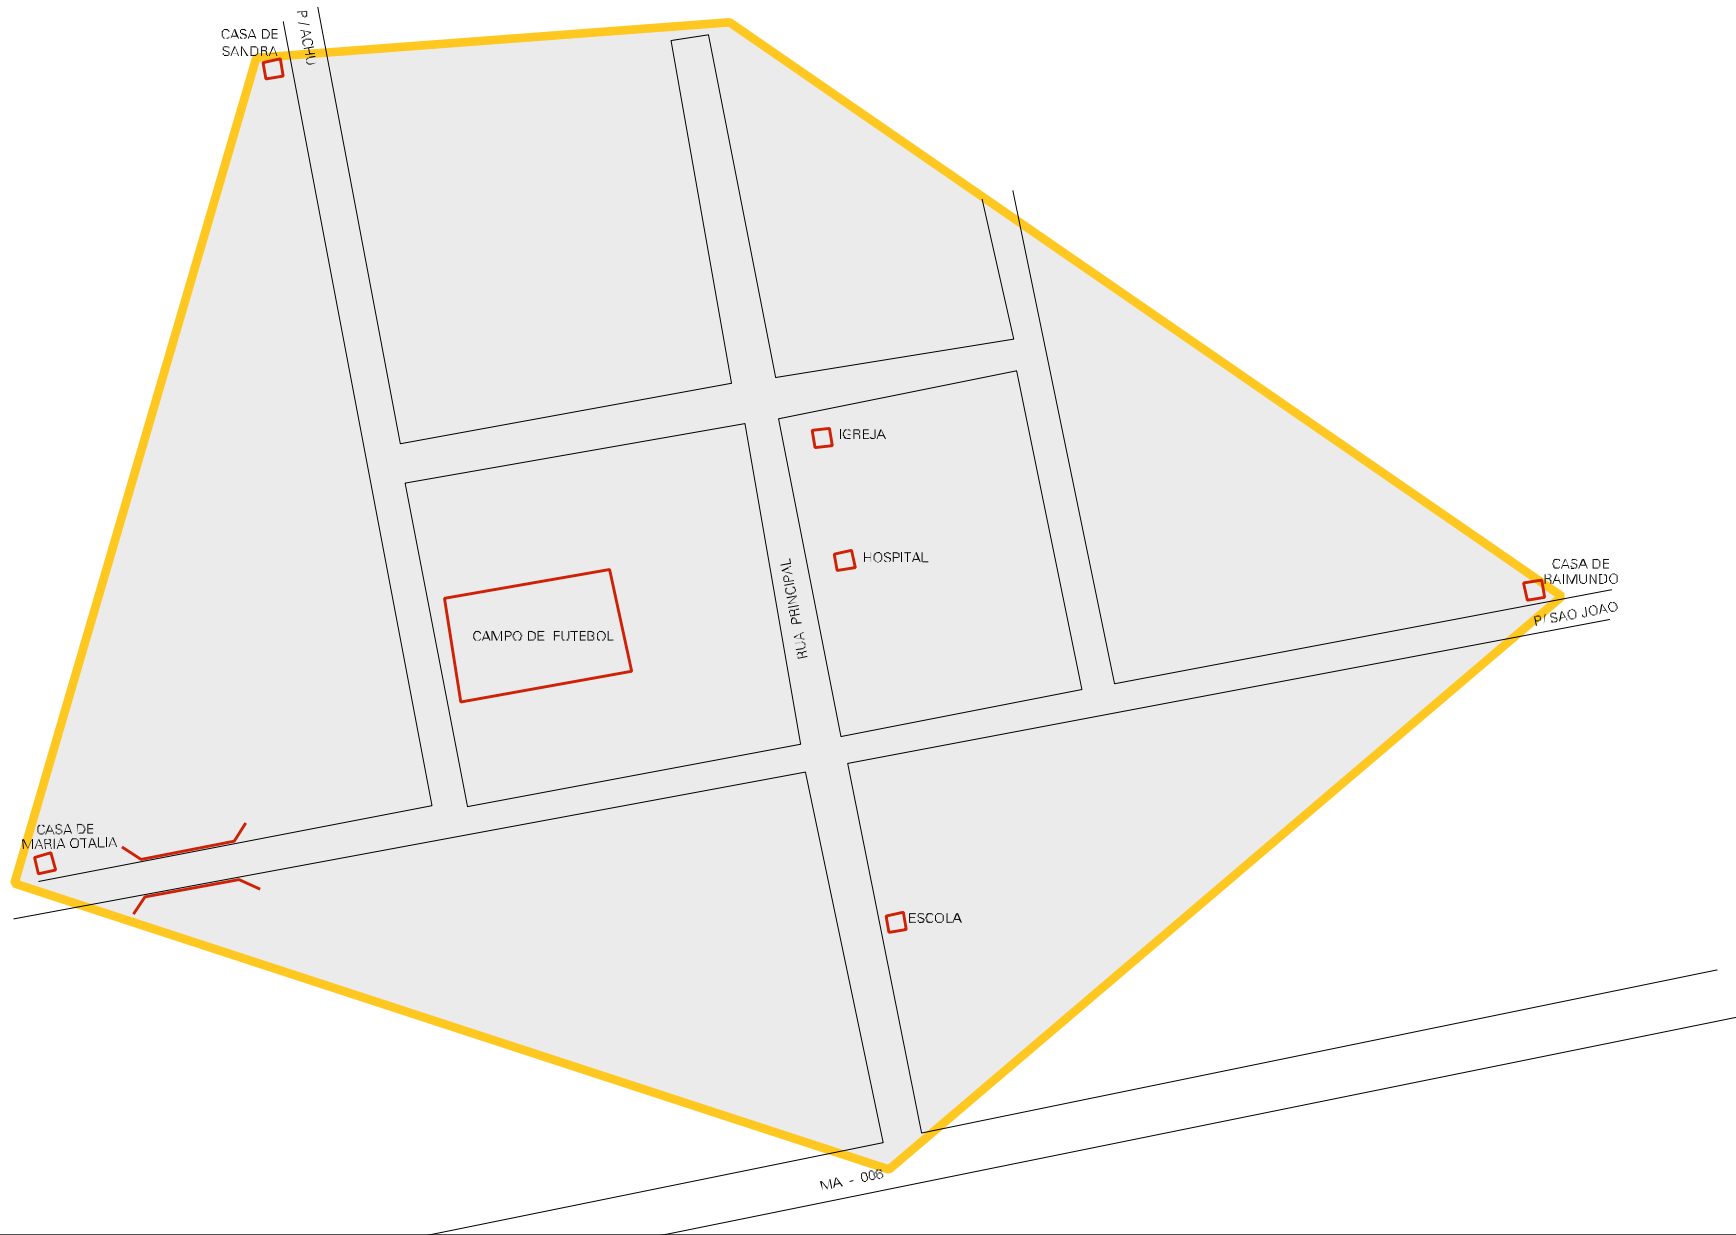 CASA DE
SANDRA
P / ACHU
IGREJA
HOSPITAL
CASA DE
RAIMUNDO
P/ SAO JOAO
RUA PRINCIPAL
CAMPO DE FUTEBOL
CASA DE
MARIA OTALIA
ESCOLA
MA - 006